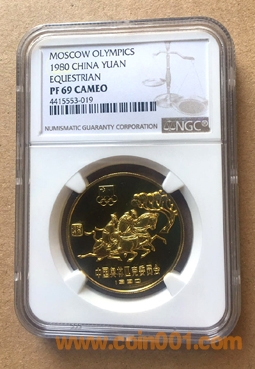 MOSCOW OLYMPICS
1980 CHINA YUAN
EQUESTRIAN
PF 69 CAMEO
4415553-019
NUMISMATIC GUARANTY CORPORATION
NGC
中国奥林匹克委员会
1980
www.coin001.com